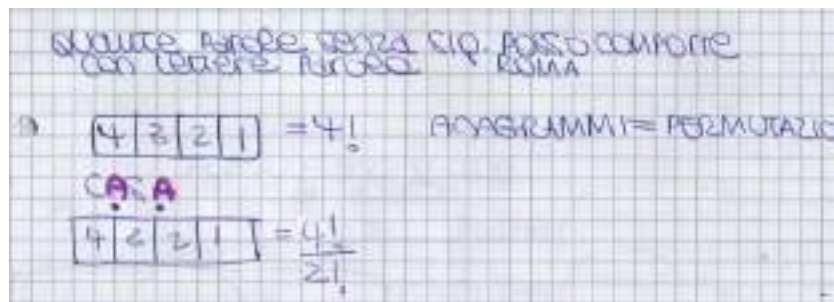 QUANTE PAROLE SENZA RIP. POSSO COMPORRE
CON LETTERE PAROLA ROMA
4 3 2 1 = 4! ANAGRAMMI = PERMUTAZIO
CASA
4 3 2 1 = 4!/2!